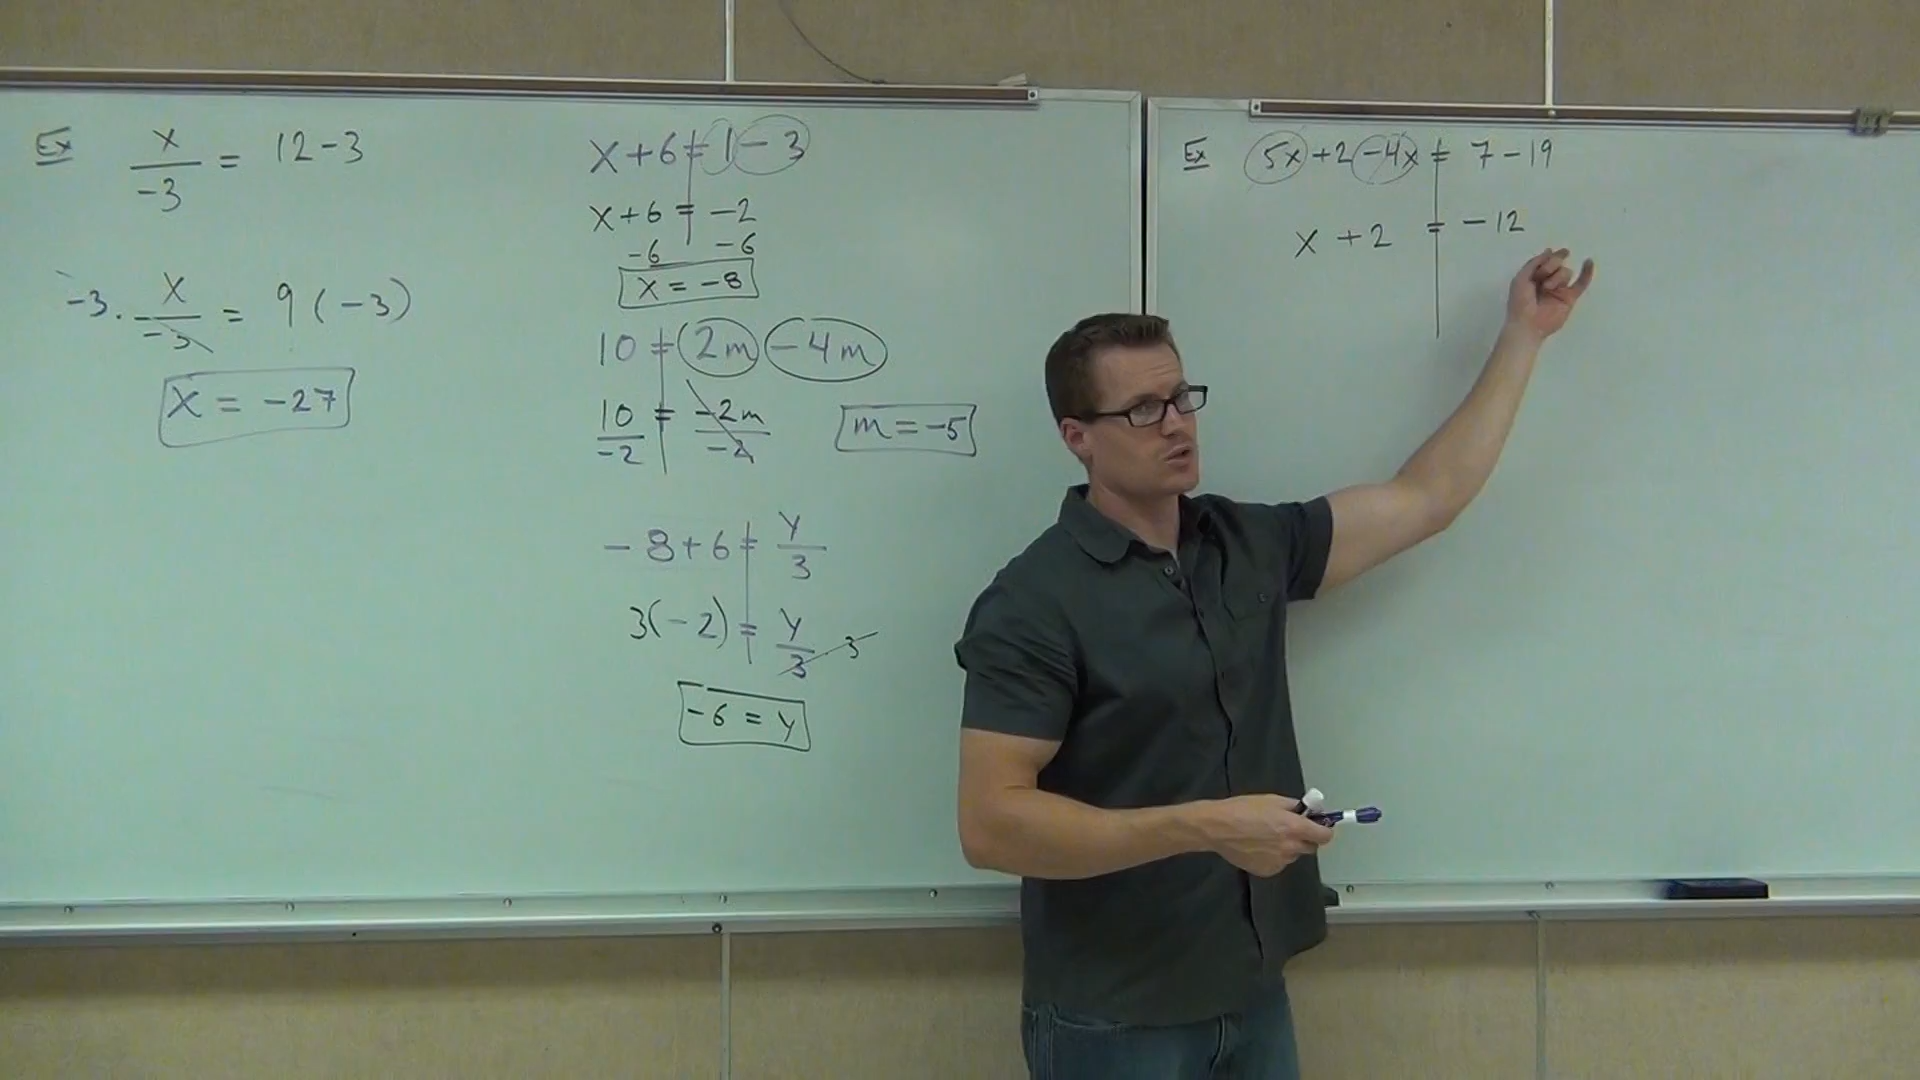 Ex x/-3 = 12-3
-3 · x/-3 = 9(-3)
x = -27
x+6 = 1 - 3
x+6 = -2
-6 -6
x = -8
10 = 2m - 4m
10/-2 = -2m/-2
m = -5
-8+6 = y/3
3(-2) = y/3 · 3
-6 = y
Ex 5x +2 -4x = 7-19
x +2 = -12